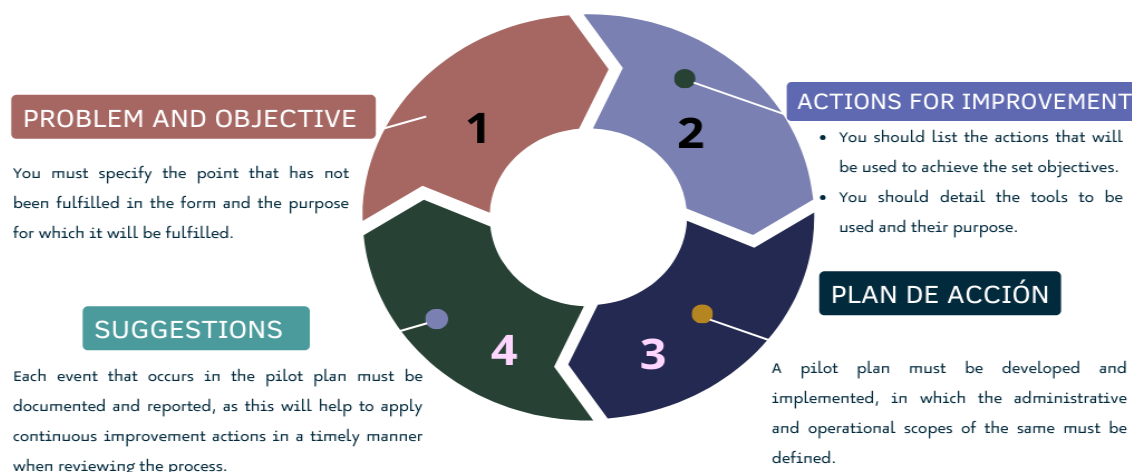 PROBLEM AND OBJECTIVE
You must specify the point that has not
been fulfilled in the form and the purpose
for which it will be fulfilled.
1
2
ACTIONS FOR IMPROVEMENT
• You should list the actions that will
be used to achieve the set objectives.
• You should detail the tools to be
used and their purpose.
PLAN DE ACCIÓN
3
A pilot plan must be developed and
implemented, in which the administrative
and operational scopes of the same must be
defined.
SUGGESTIONS
4
Each event that occurs in the pilot plan must be
documented and reported, as this will help to apply
continuous improvement actions in a timely manner
when reviewing the process.